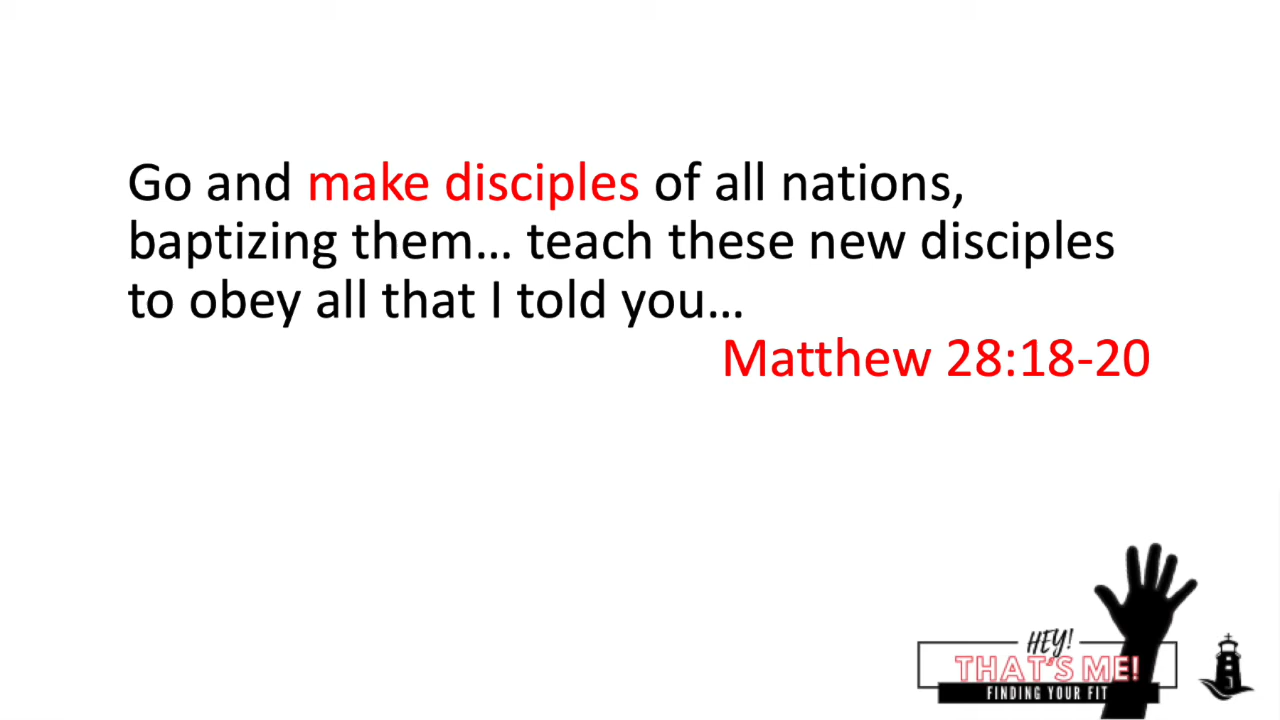 Go and make disciples of all nations,
baptizing them… teach these new disciples
to obey all that I told you…
Matthew 28:18-20
HEY!
THAT'S ME!
FINDING YOUR FIT